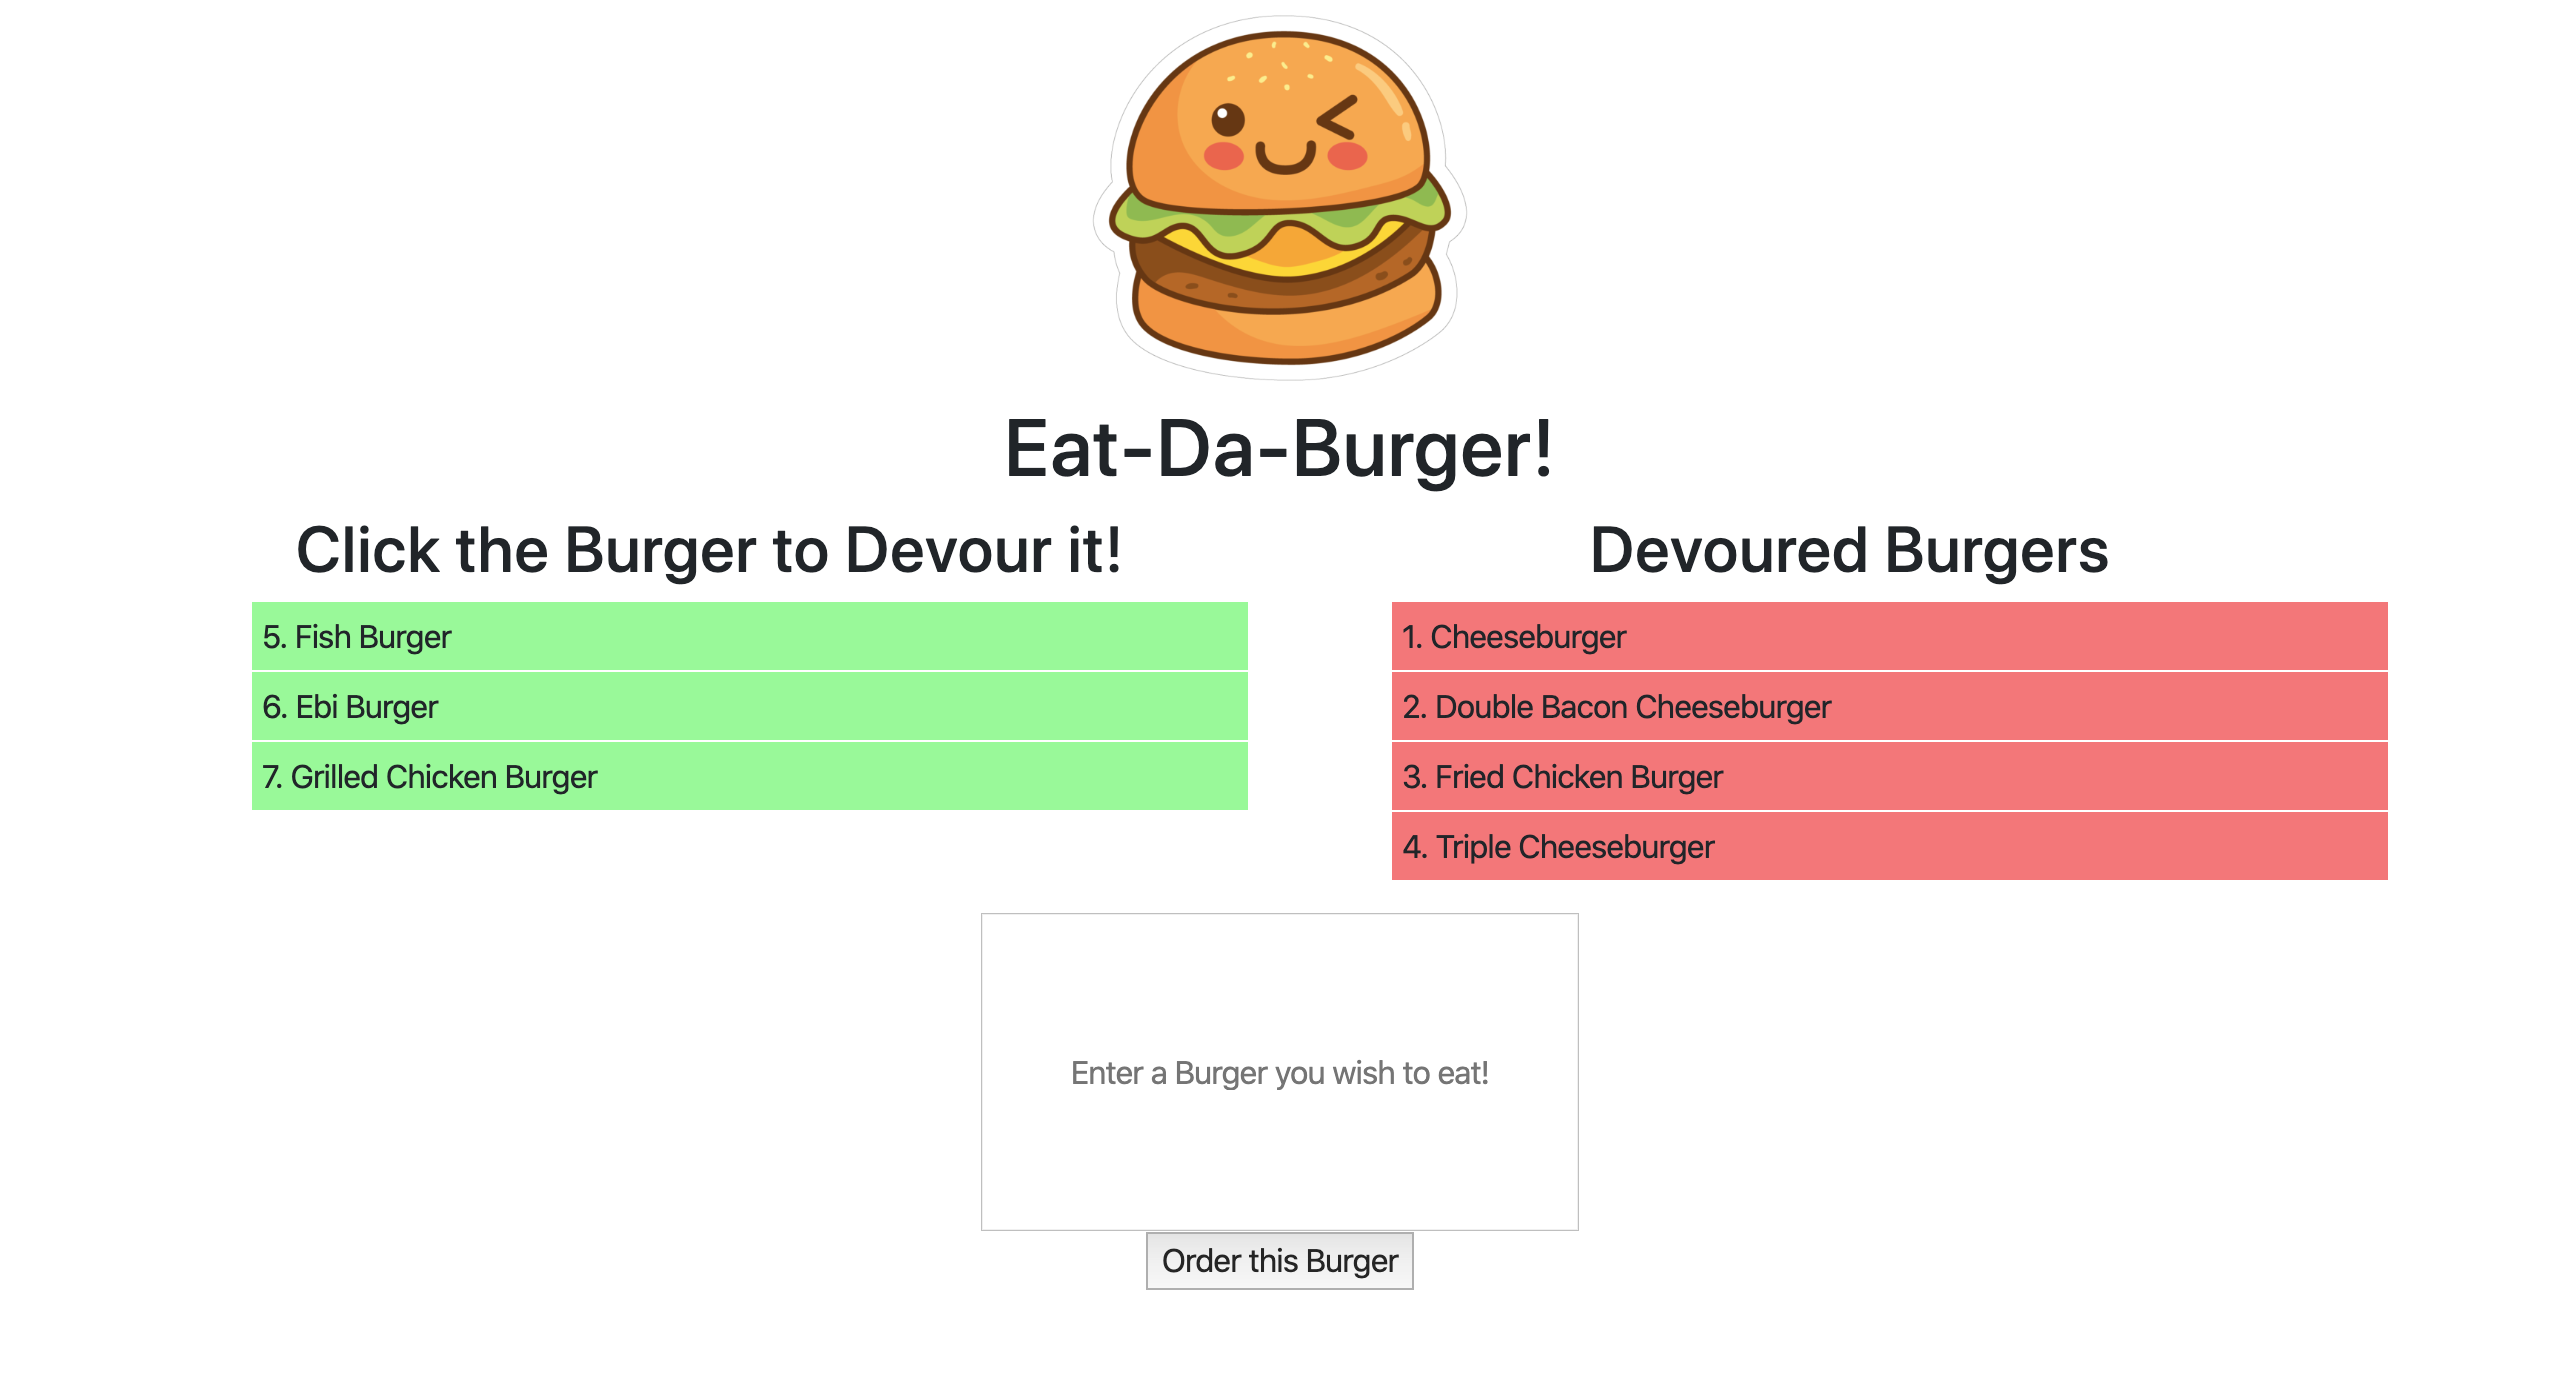 Eat-Da-Burger!
Click the Burger to Devour it!
5. Fish Burger
6. Ebi Burger
7. Grilled Chicken Burger
Devoured Burgers
1. Cheeseburger
2. Double Bacon Cheeseburger
3. Fried Chicken Burger
4. Triple Cheeseburger
Enter a Burger you wish to eat!
Order this Burger